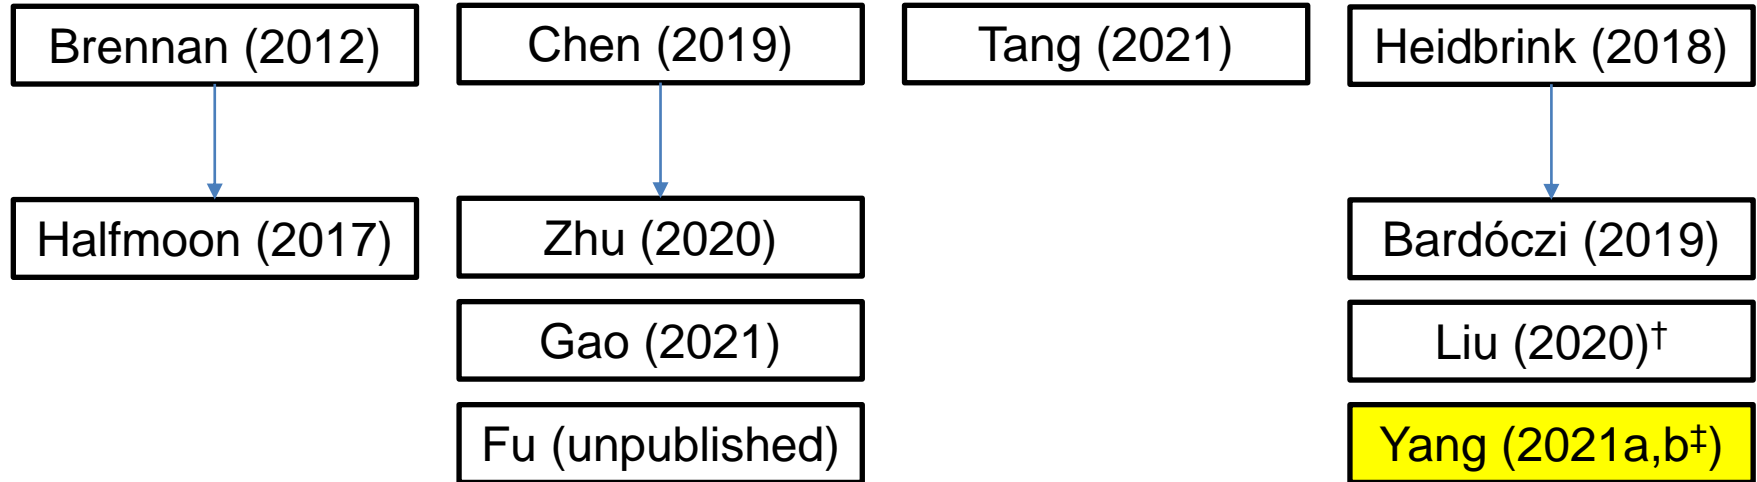 Brennan (2012)
Chen (2019)
Tang (2021)
Heidbrink (2018)
Halfmoon (2017)
Zhu (2020)
Bardóczi (2019)
Gao (2021)
Liu (2020)†
Fu (unpublished)
Yang (2021a,b‡)